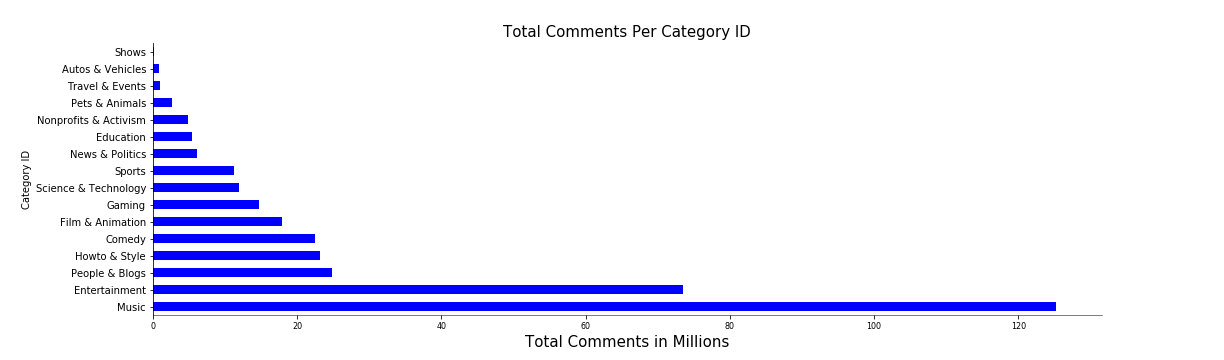 Total Comments Per Category ID
Category ID
Shows
Autos & Vehicles
Travel & Events
Pets & Animals
Nonprofits & Activism
Education
News & Politics
Sports
Science & Technology
Gaming
Film & Animation
Comedy
Howto & Style
People & Blogs
Entertainment
Music
0 20 40 60 80 100 120
Total Comments in Millions